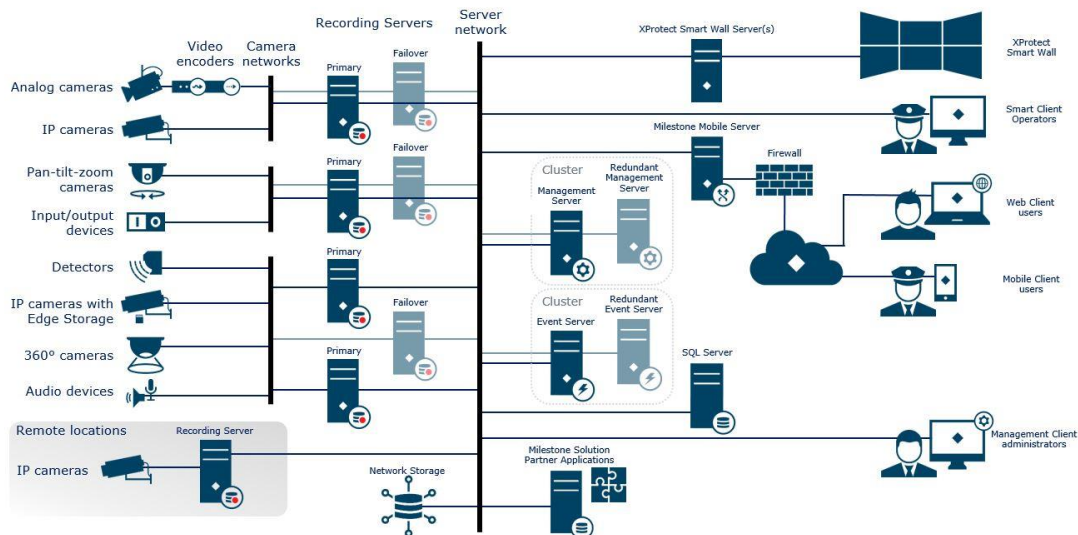 Recording Servers
Server
network
Video
encoders
Camera
networks
Primary
Failover
Analog cameras
IP cameras
Primary
Failover
Pan-tilt-zoom
cameras
Input/output
devices
Primary
Detectors
IP cameras with
Edge Storage
Failover
360º cameras
Primary
Audio devices
Remote locations
Recording Server
IP cameras
Network Storage
XProtect Smart Wall Server(s)
XProtect
Smart Wall
Smart Client
Operators
Milestone Mobile Server
Firewall
Cluster
Redundant
Management
Server
Management
Server
Web Client
users
Mobile Client
users
Cluster
Redundant
Event Server
Event Server
SQL Server
Management Client
administrators
Milestone Solution
Partner Applications